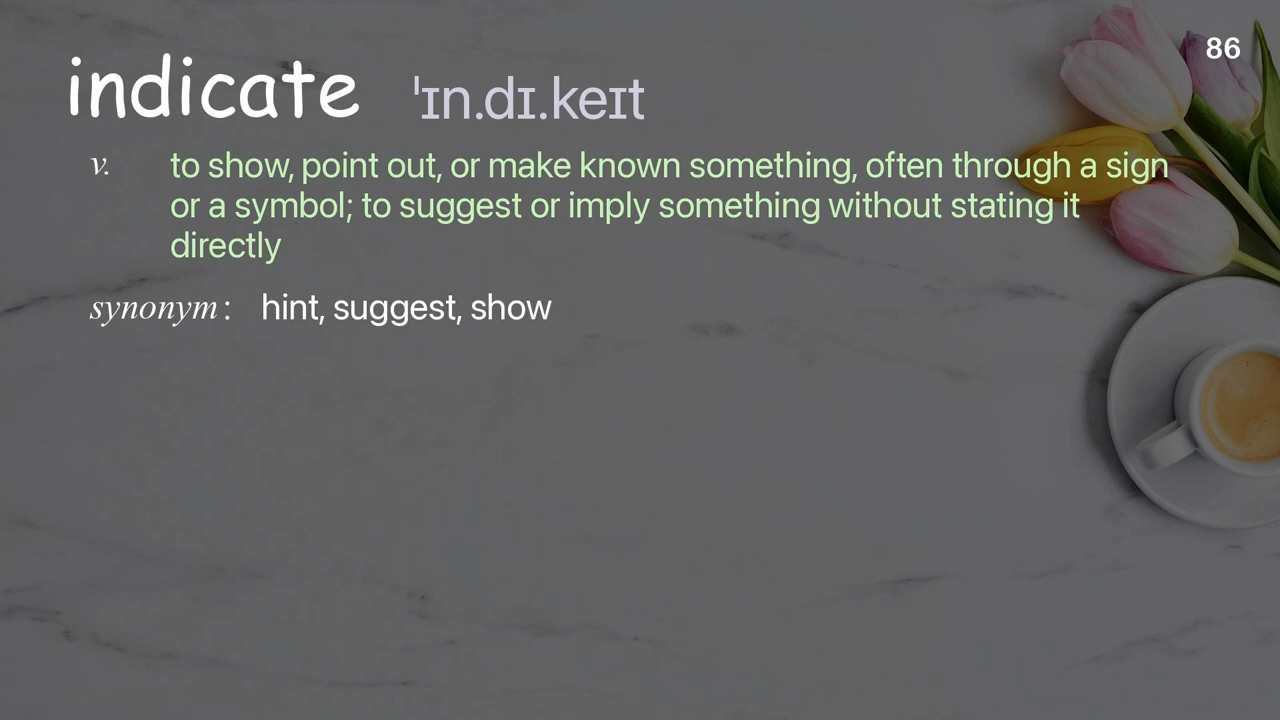 86
indicate ˈɪn.dɪ.keɪt
v. to show, point out, or make known something, often through a sign
or a symbol; to suggest or imply something without stating it
directly
synonym: hint, suggest, show